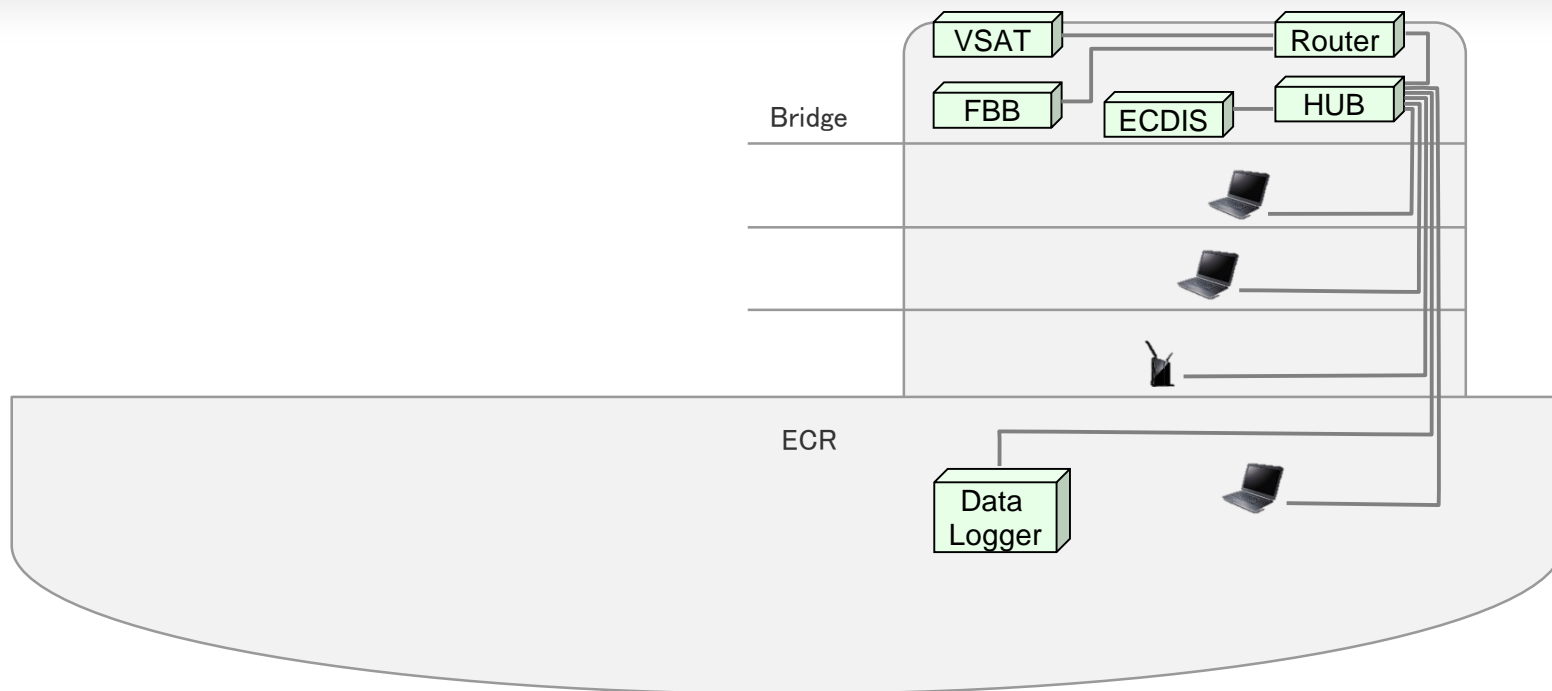 VSAT
Router
Bridge
FBB
ECDIS
HUB
ECR
Data
Logger